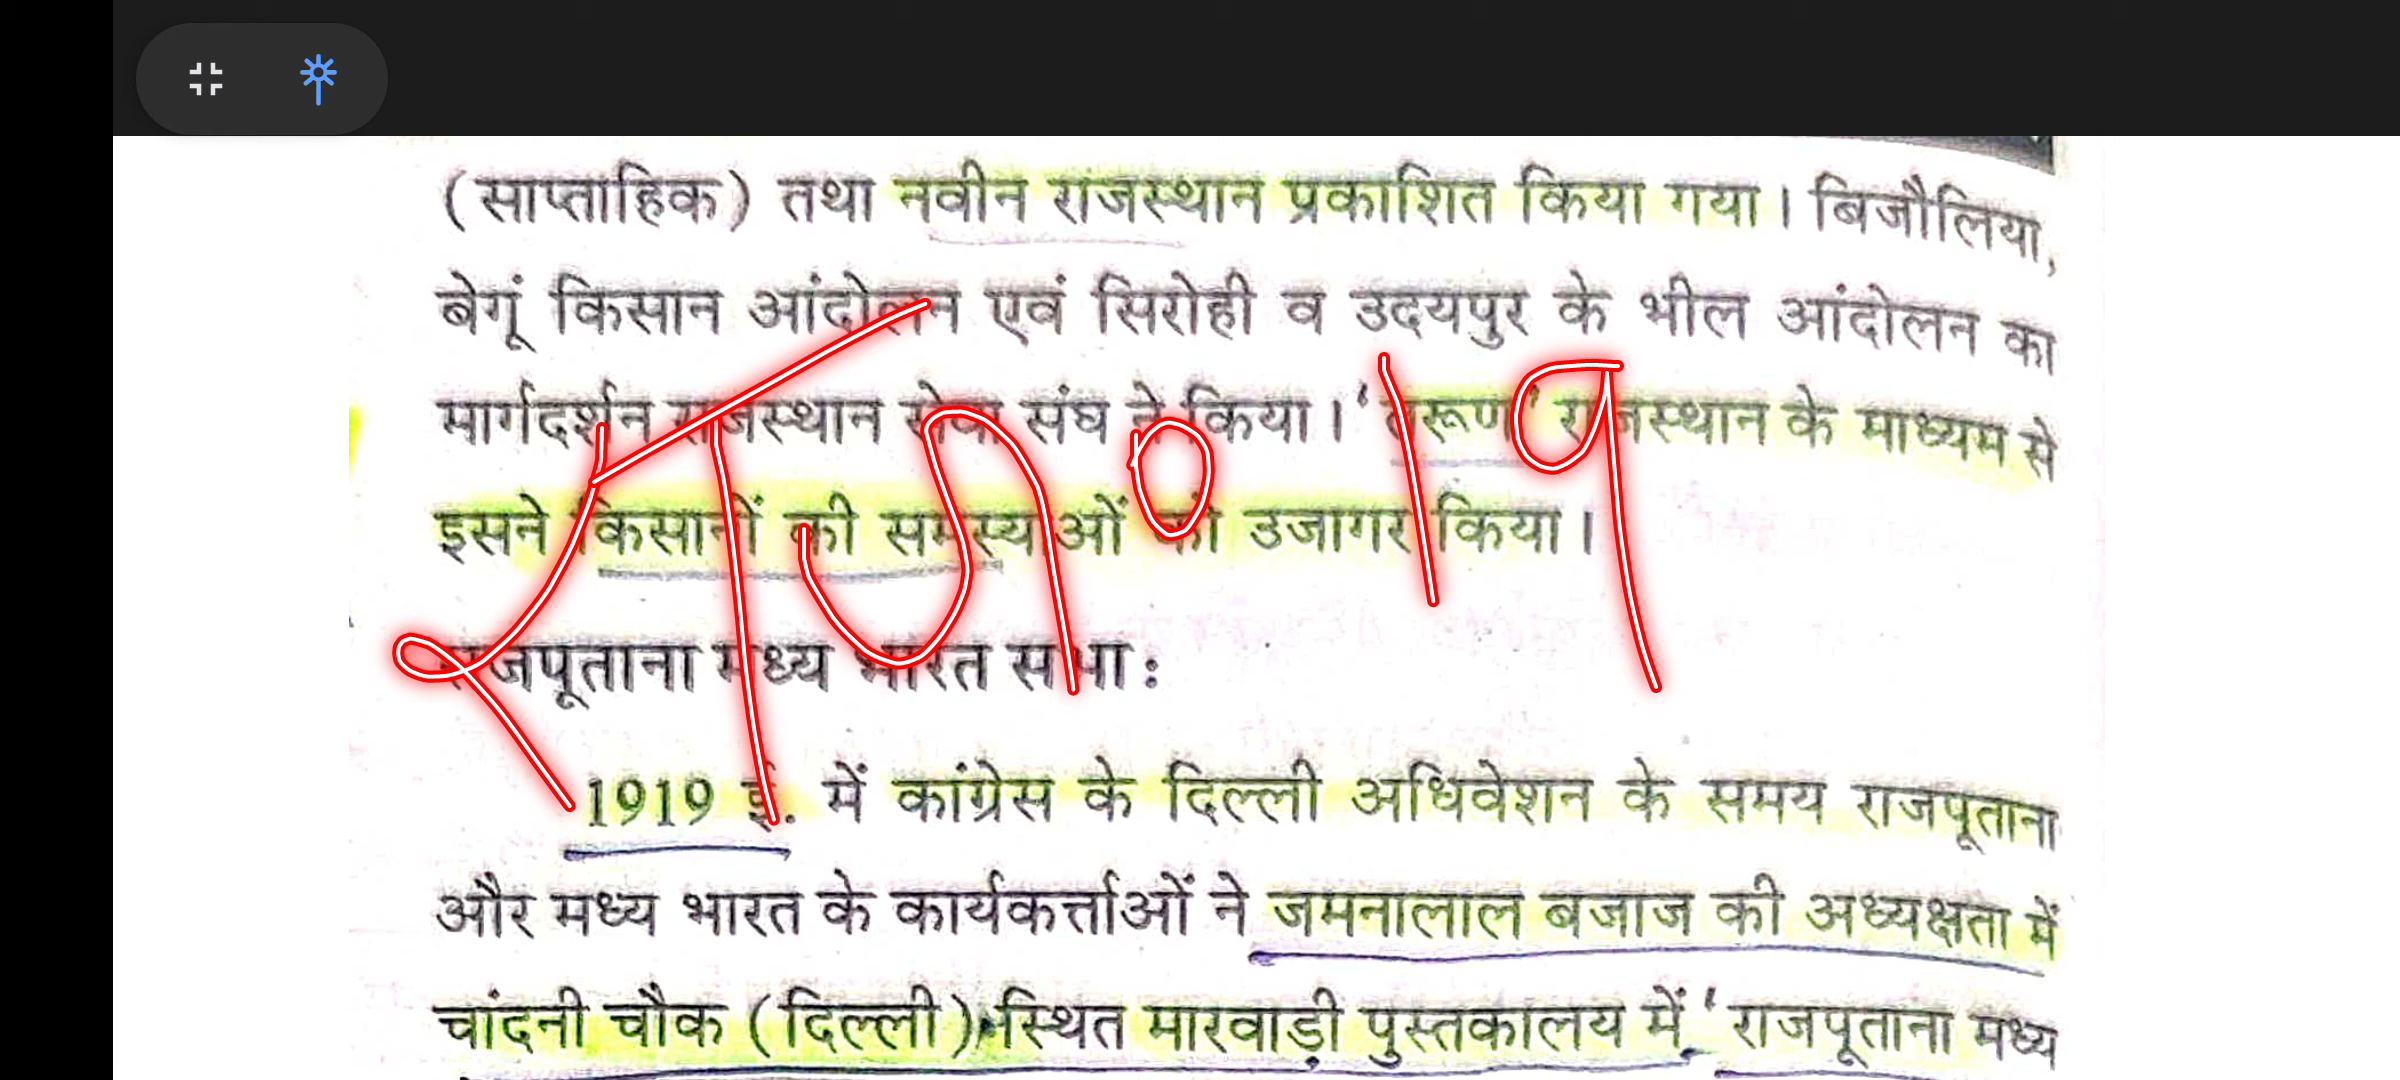 (साप्ताहिक) तथा नवीन राजस्थान प्रकाशित किया गया। बिजौलिया,
बेगूं किसान आंदोलन एवं सिरोही व उदयपुर के भील आंदोलन का
मार्गदर्शन राजस्थान सेवा संघ ने किया। 'तरूण' राजस्थान के माध्यम से
इसने किसानों की समस्याओं को उजागर किया।
राज० 19
राजपूताना मध्य भारत सभा :
1919 ई. में कांग्रेस के दिल्ली अधिवेशन के समय राजपूताना
और मध्य भारत के कार्यकर्त्ताओं ने जमनालाल बजाज की अध्यक्षता में
चांदनी चौक (दिल्ली) स्थित मारवाड़ी पुस्तकालय में 'राजपूताना मध्य